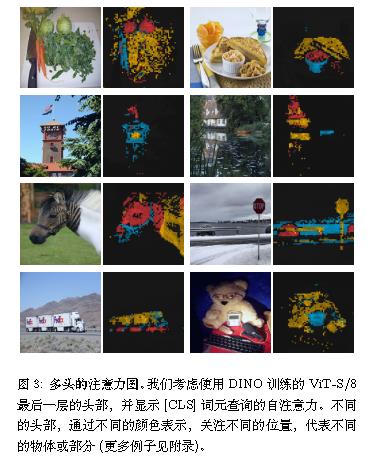 STOP
FedEx
FedEx
图 3: 多头的注意力图。我们考虑使用 DINO 训练的 ViT-S/8
最后一层的头部，并显示 [CLS] 词元查询的自注意力。不同
的头部，通过不同的颜色表示，关注不同的位置，代表不同
的物体或部分 (更多例子见附录)。